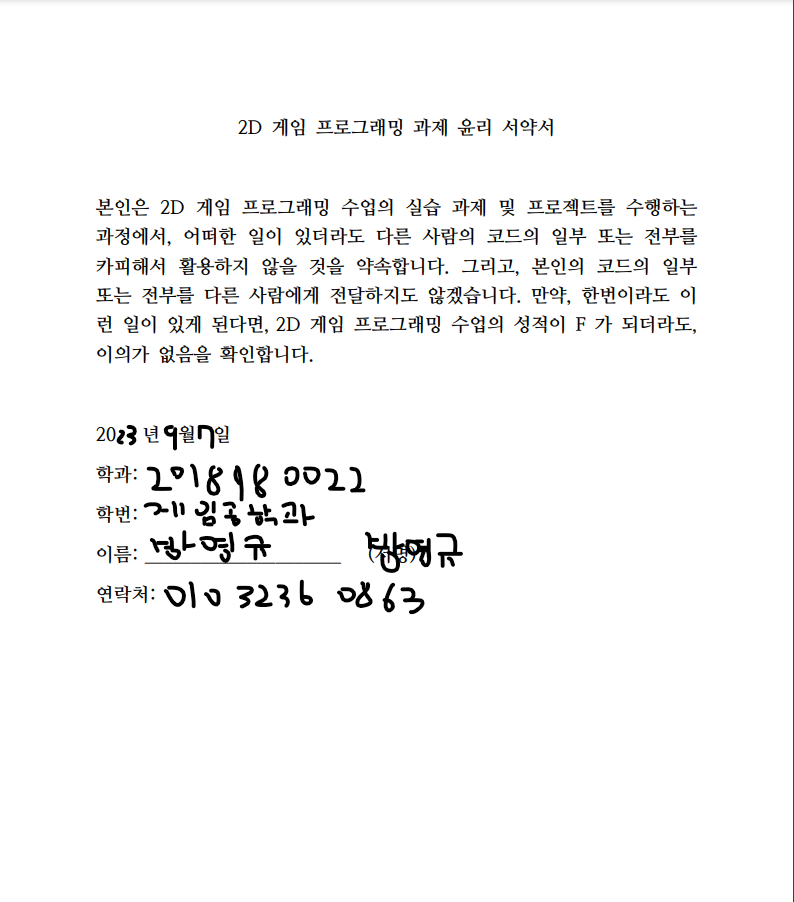 2D 게임 프로그래밍 과제 윤리 서약서
본인은 2D 게임 프로그래밍 수업의 실습 과제 및 프로젝트를 수행하는
과정에서, 어떠한 일이 있더라도 다른 사람의 코드의 일부 또는 전부를
카피해서 활용하지 않을 것을 약속합니다. 그리고, 본인의 코드의 일부
또는 전부를 다른 사람에게 전달하지도 않겠습니다. 만약, 한번이라도 이
런 일이 있게 된다면, 2D 게임 프로그래밍 수업의 성적이 F 가 되더라도,
이의가 없음을 확인합니다.
2023 년 9월 7일
학과: 2018180022
학번: 게임공학과
이름: 박영규 (서명) 박영규
연락처: 010 3236 0863